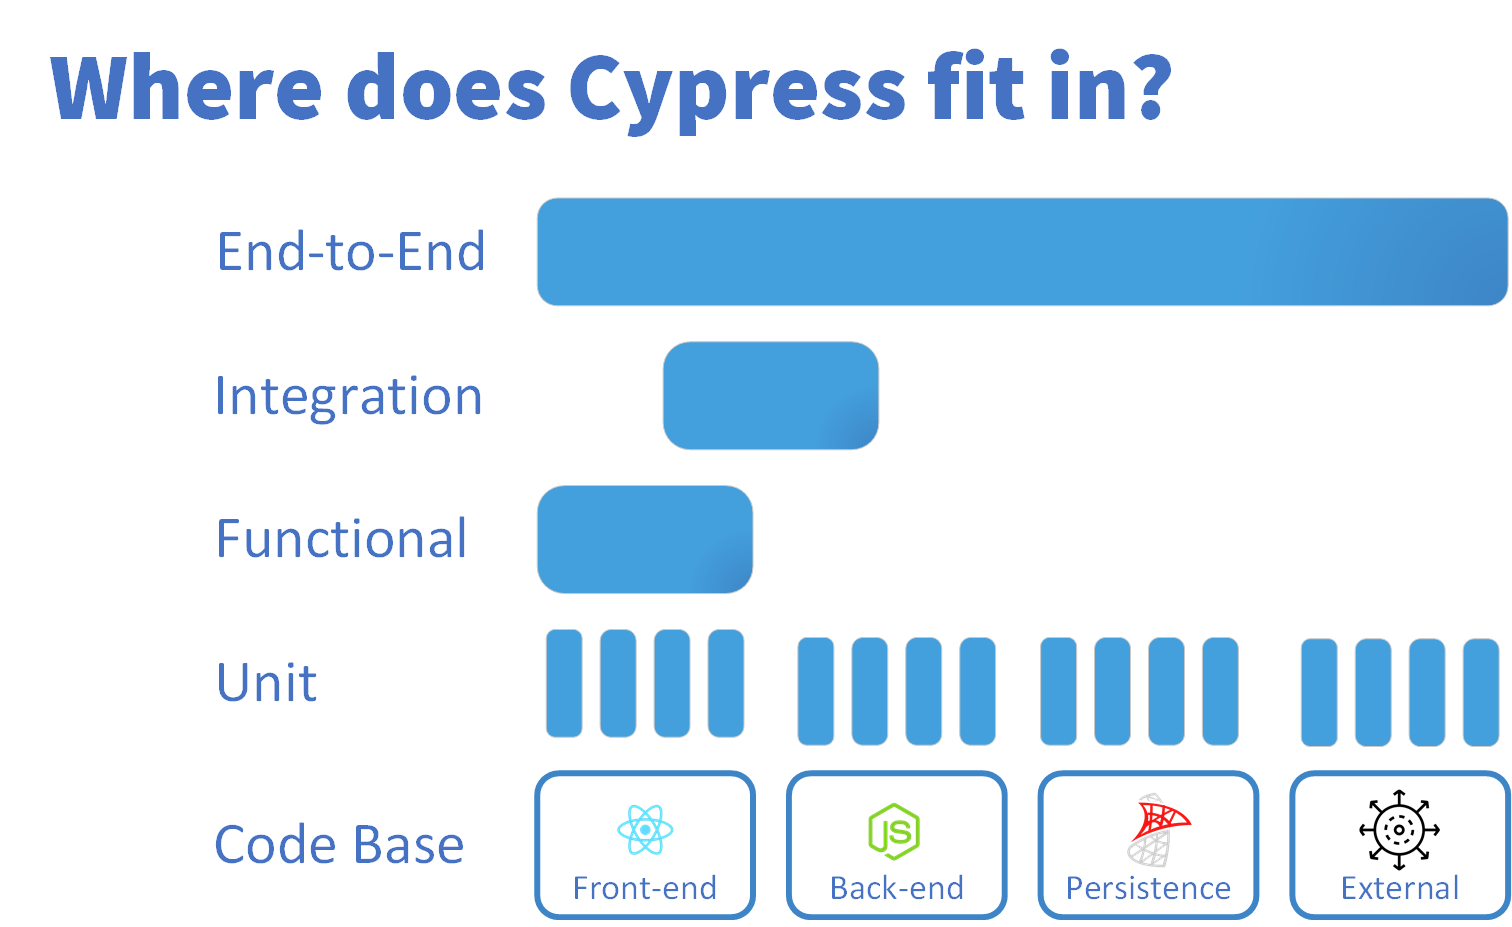 Where does Cypress fit in?
End-to-End
Integration
Functional
Unit
Code Base
JS
Front-end
Back-end
Persistence
External